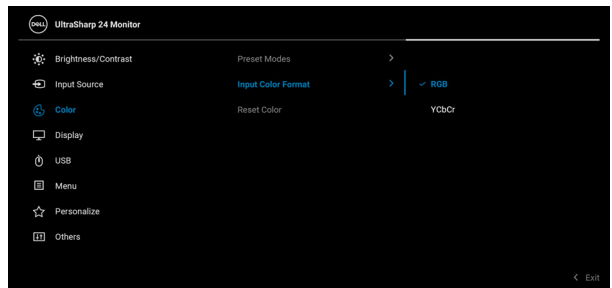 DELL UltraSharp 24 Monitor
Brightness/Contrast Preset Modes >
Input Source Input Color Format > ✓ RGB
Color Reset Color YCbCr
Display
USB
Menu
Personalize
Others
< Exit